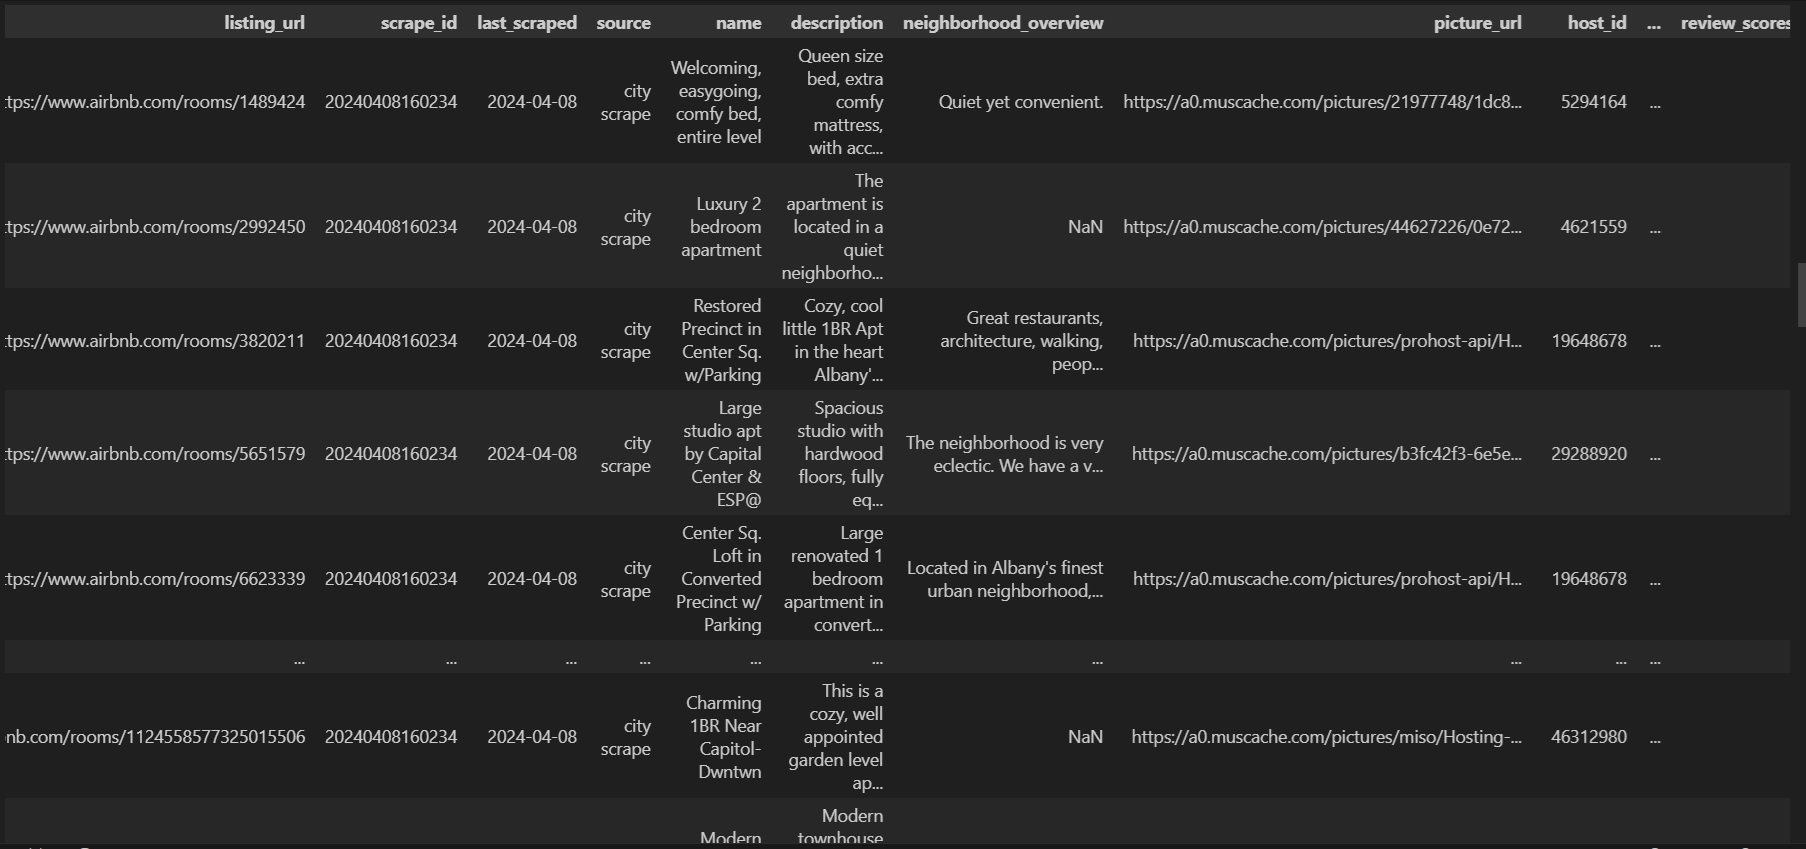 listing_url scrape_id last_scraped source name description neighborhood_overview picture_url host_id ... review_scores
ttps://www.airbnb.com/rooms/1489424 20240408160234 2024-04-08 city scrape Welcoming, easygoing, comfy bed, entire level Queen size bed, extra comfy mattress, with acc... Quiet yet convenient. https://a0.muscache.com/pictures/21977748/1dc8... 5294164 ...
ttps://www.airbnb.com/rooms/2992450 20240408160234 2024-04-08 city scrape Luxury 2 bedroom apartment The apartment is located in a quiet neighborho... NaN https://a0.muscache.com/pictures/44627226/0e72... 4621559 ...
ttps://www.airbnb.com/rooms/3820211 20240408160234 2024-04-08 city scrape Restored Precinct in Center Sq. w/Parking Cozy, cool little 1BR Apt in the heart Albany'... Great restaurants, architecture, walking, peop... https://a0.muscache.com/pictures/prohost-api/H... 19648678 ...
ttps://www.airbnb.com/rooms/5651579 20240408160234 2024-04-08 city scrape Large studio apt by Capital Center & ESP@ Spacious studio with hardwood floors, fully eq... The neighborhood is very eclectic. We have a v... https://a0.muscache.com/pictures/b3fc42f3-6e5e... 29288920 ...
ttps://www.airbnb.com/rooms/6623339 20240408160234 2024-04-08 city scrape Center Sq. Loft in Converted Precinct w/ Parking Large renovated 1 bedroom apartment in convert... Located in Albany's finest urban neighborhood,... https://a0.muscache.com/pictures/prohost-api/H... 19648678 ...
... ... ... ... ... ... ... ... ... ...
nb.com/rooms/1124558577325015506 20240408160234 2024-04-08 city scrape Charming 1BR Near Capitol-Dwntwn This is a cozy, well appointed garden level ap... NaN https://a0.muscache.com/pictures/miso/Hosting-... 46312980 ...
Modern Modern townhouse